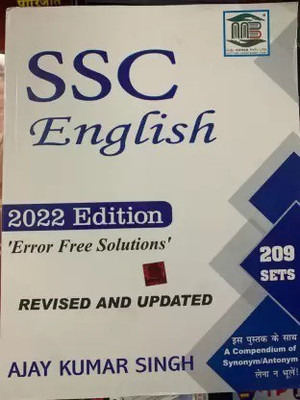 SSC
English
2022 Edition
'Error Free Solutions'
209
SETS
REVISED AND UPDATED
इस पुस्तक के साथ
A Compendium of
Synonym/Antonym
लेना न भूलें!
AJAY KUMAR SINGH